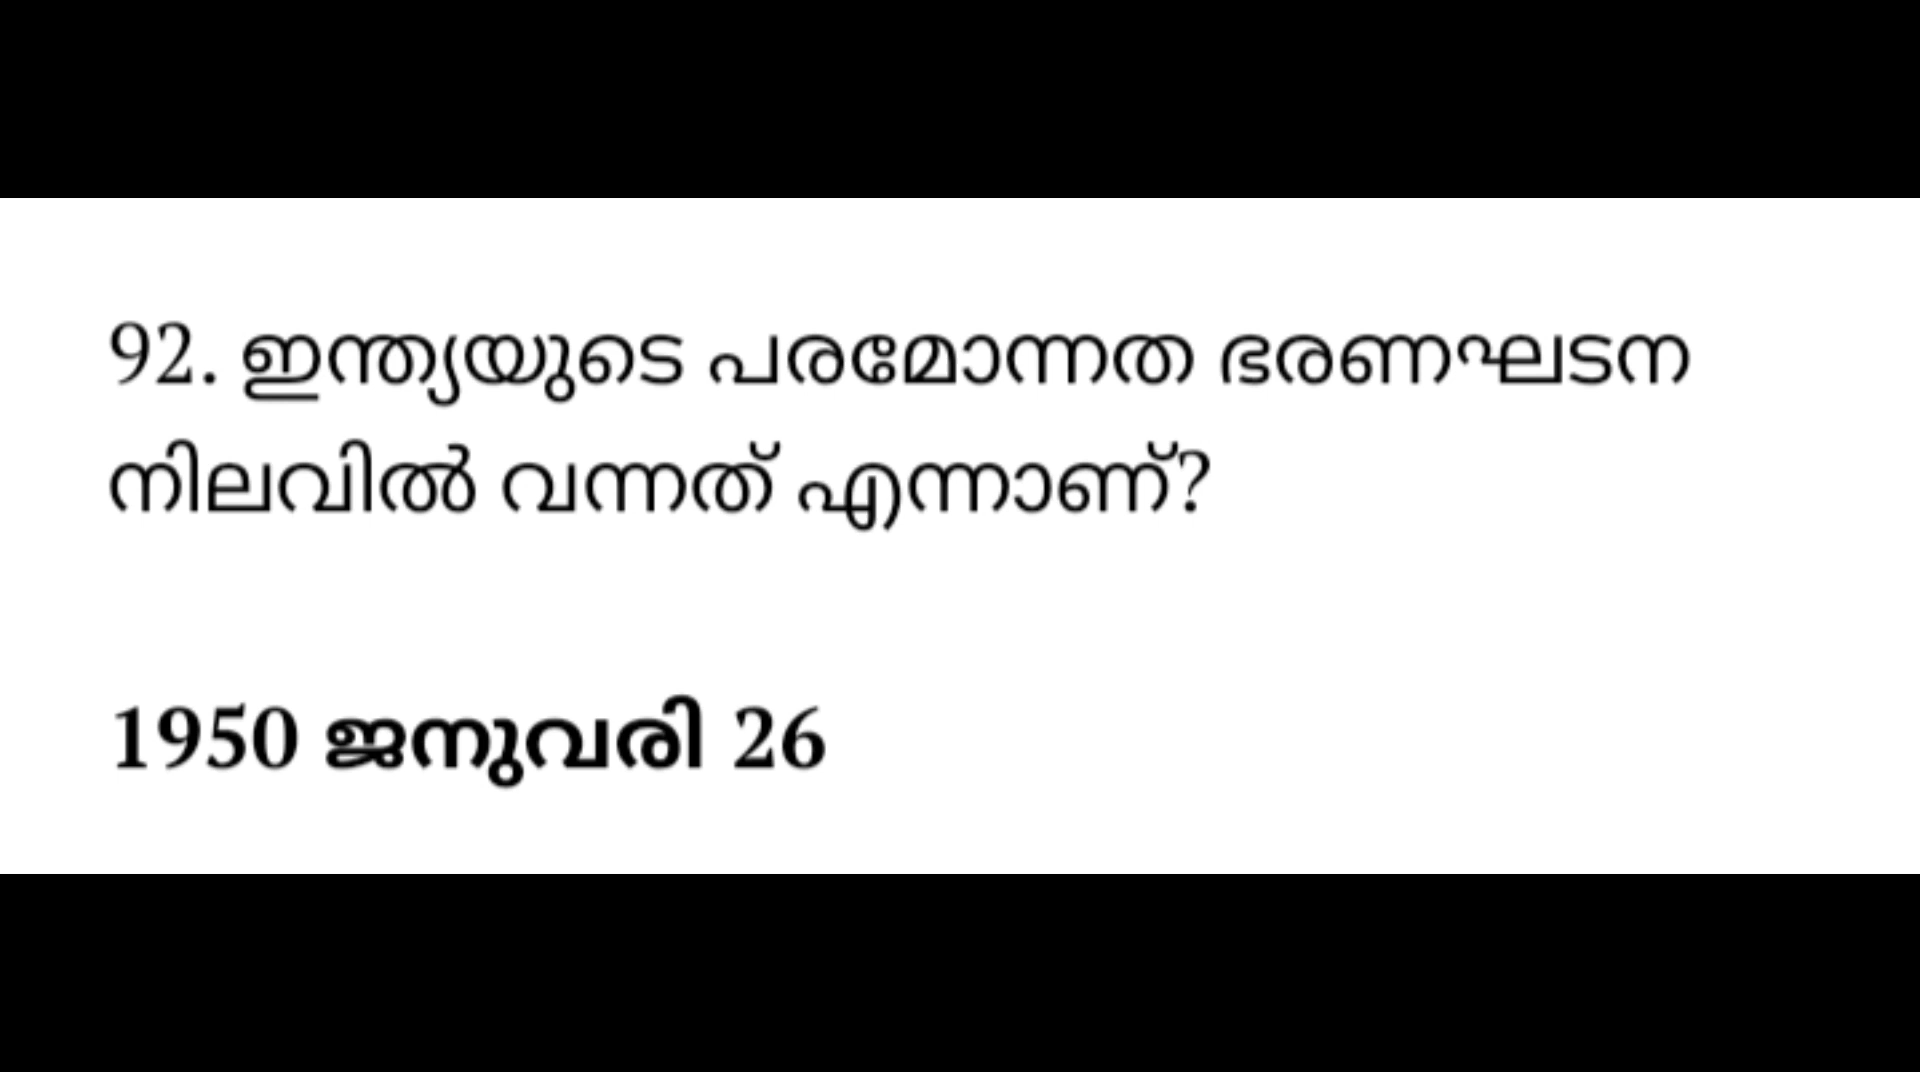 92. ഇന്ത്യയുടെ പരമോന്നത ഭരണഘടന
നിലവിൽ വന്നത് എന്നാണ്?
1950 ജനുവരി 26